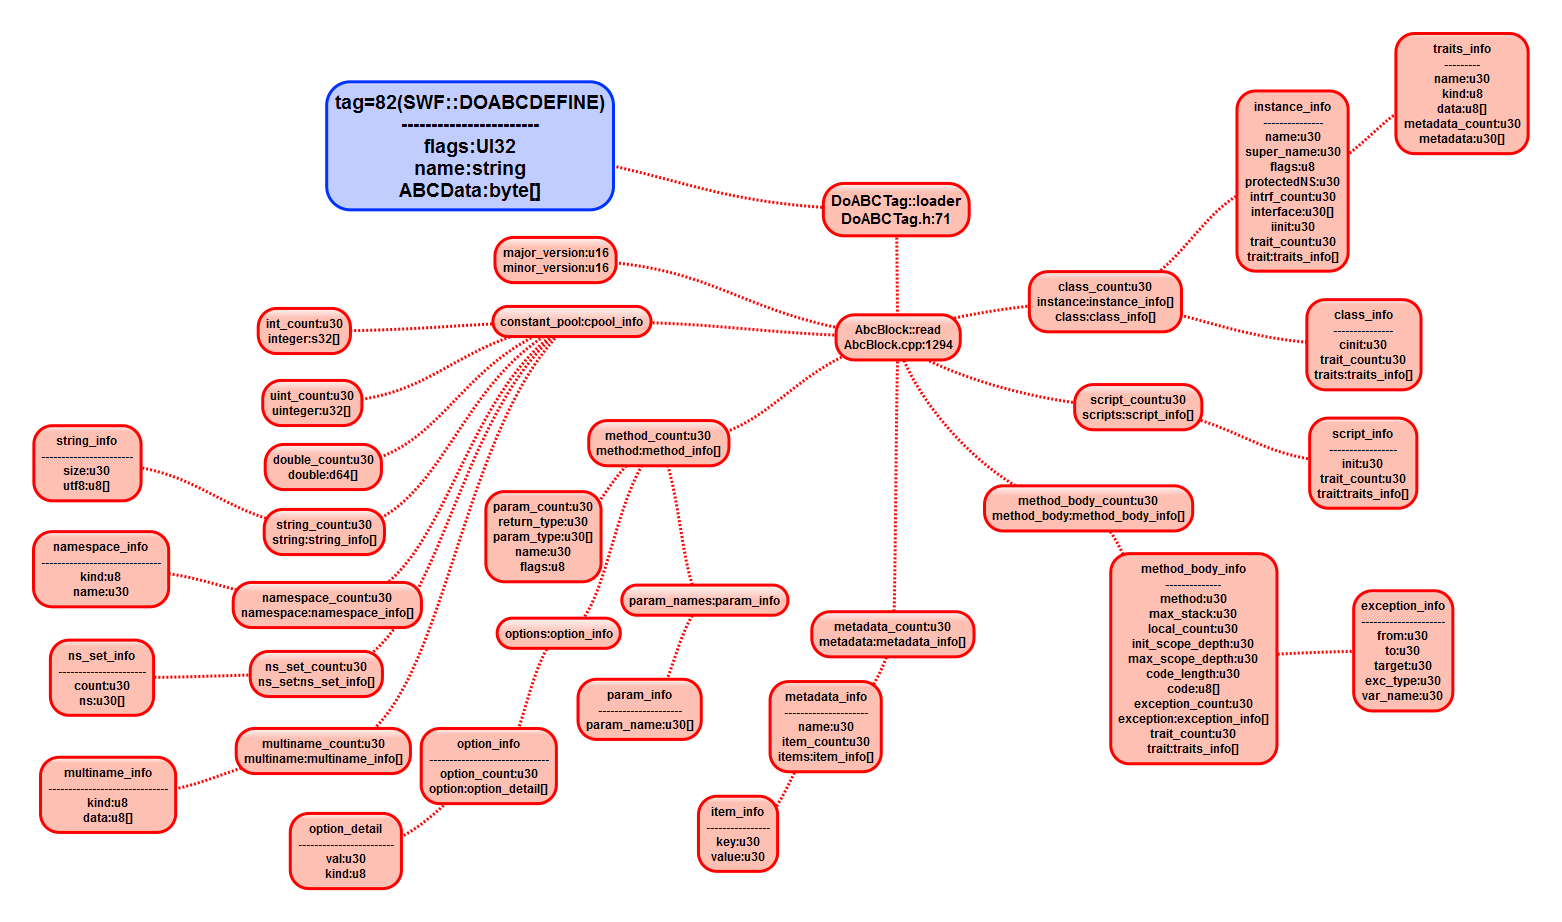 tag=82(SWF::DOABCDEFINE)
-----------------------
flags:UI32
name:string
ABCData:byte[]
DoABCTag::loader
DoABCTag.h:71
major_version:u16
minor_version:u16
constant_pool:cpool_info
AbcBlock::read
AbcBlock.cpp:1294
int_count:u30
integer:s32[]
uint_count:u30
uinteger:u32[]
double_count:u30
double:d64[]
string_count:u30
string:string_info[]
string_info
----------------------
size:u30
utf8:u8[]
namespace_count:u30
namespace:namespace_info[]
namespace_info
-----------------------------
kind:u8
name:u30
ns_set_count:u30
ns_set:ns_set_info[]
ns_set_info
---------------------
count:u30
ns:u30[]
multiname_count:u30
multiname:multiname_info[]
multiname_info
-----------------------------
kind:u8
data:u8[]
method_count:u30
method:method_info[]
param_count:u30
return_type:u30
param_type:u30[]
name:u30
flags:u8
options:option_info
option_info
-----------------------------
option_count:u30
option:option_detail[]
option_detail
-----------------------
val:u30
kind:u8
param_names:param_info
param_info
--------------------
param_name:u30[]
metadata_count:u30
metadata:metadata_info[]
metadata_info
--------------------
name:u30
item_count:u30
items:item_info[]
item_info
----------------
key:u30
value:u30
class_count:u30
instance:instance_info[]
class:class_info[]
instance_info
---------------
name:u30
super_name:u30
flags:u8
protectedNS:u30
intrf_count:u30
interface:u30[]
iinit:u30
trait_count:u30
trait:traits_info[]
traits_info
---------
name:u30
kind:u8
data:u8[]
metadata_count:u30
metadata:u30[]
class_info
---------------
cinit:u30
trait_count:u30
traits:traits_info[]
script_count:u30
scripts:script_info[]
script_info
-----------------
init:u30
trait_count:u30
trait:traits_info[]
method_body_count:u30
method_body:method_body_info[]
method_body_info
--------------
method:u30
max_stack:u30
local_count:u30
init_scope_depth:u30
max_scope_depth:u30
code_length:u30
code:u8[]
exception_count:u30
exception:exception_info[]
trait_count:u30
trait:traits_info[]
exception_info
--------------------
from:u30
to:u30
target:u30
exc_type:u30
var_name:u30